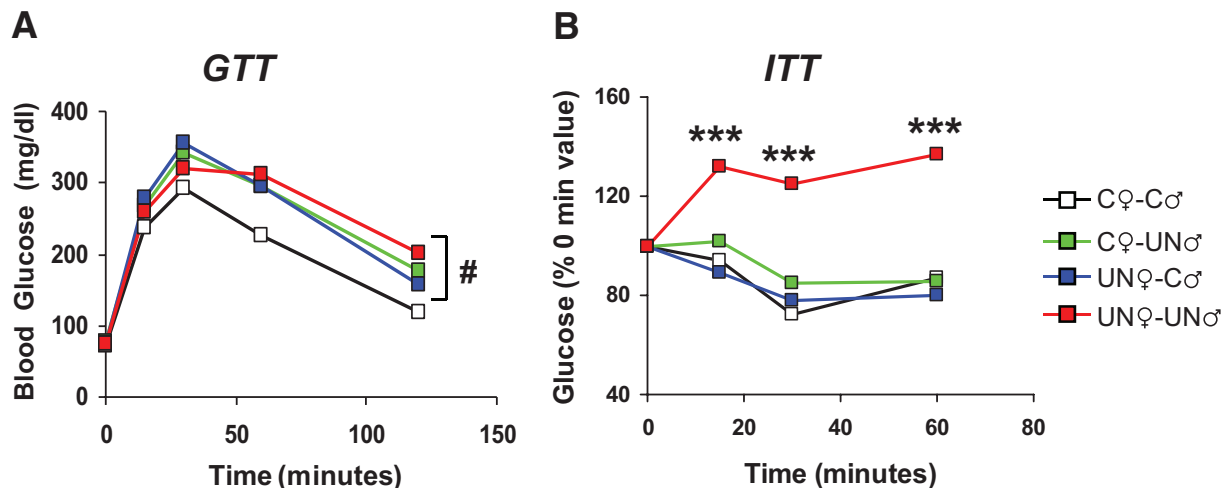 A
GTT
Blood Glucose (mg/dl)
400
300
200
100
0
#
0
50
100
150
Time (minutes)
B
ITT
Glucose (% 0 min value)
160
120
80
40
***
***
***
0
20
40
60
80
Time (minutes)
C♀-C♂
C♀-UN♂
UN♀-C♂
UN♀-UN♂